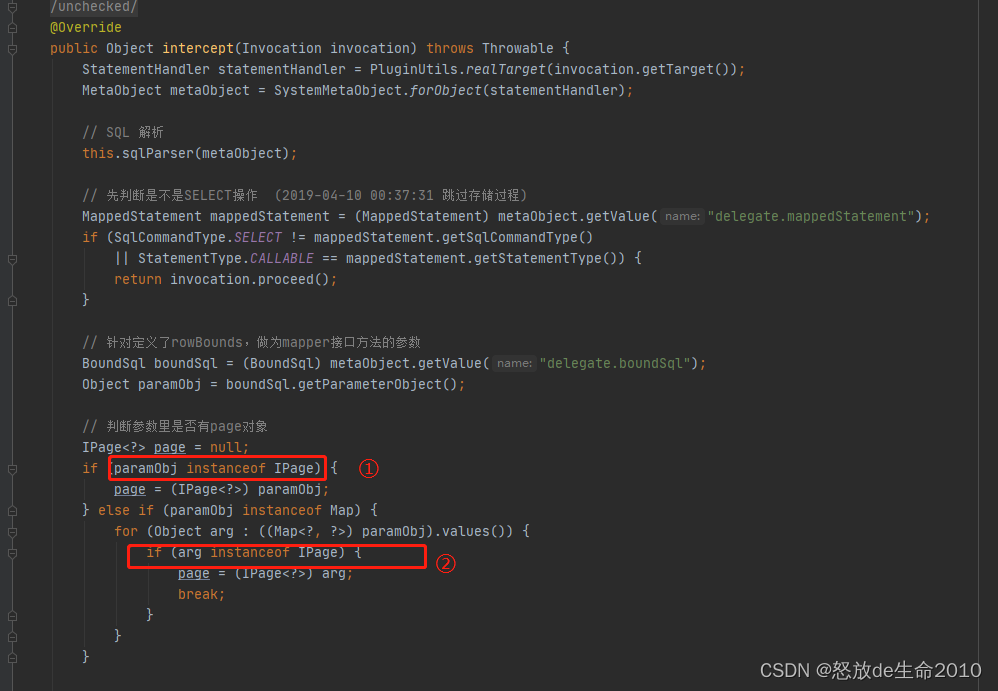 /unchecked/
@Override
public Object intercept(Invocation invocation) throws Throwable {
StatementHandler statementHandler = PluginUtils.realTarget(invocation.getTarget());
MetaObject metaObject = SystemMetaObject.forObject(statementHandler);
// SQL 解析
this.sqlParser(metaObject);
// 先判断是不是SELECT操作 (2019-04-10 00:37:31 跳过存储过程)
MappedStatement mappedStatement = (MappedStatement) metaObject.getValue( name: "delegate.mappedStatement");
if (SqlCommandType.SELECT != mappedStatement.getSqlCommandType()
|| StatementType.CALLABLE == mappedStatement.getStatementType()) {
return invocation.proceed();
}
// 针对定义了rowBounds，做为mapper接口方法的参数
BoundSql boundSql = (BoundSql) metaObject.getValue( name: "delegate.boundSql");
Object paramObj = boundSql.getParameterObject();
// 判断参数里是否有page对象
IPage<?> page = null;
if (paramObj instanceof IPage) { ①
page = (IPage<?>) paramObj;
} else if (paramObj instanceof Map) {
for (Object arg : ((Map<?, ?>) paramObj).values()) {
if (arg instanceof IPage) { ②
page = (IPage<?>) arg;
break;
}
}
}
CSDN @怒放de生命2010